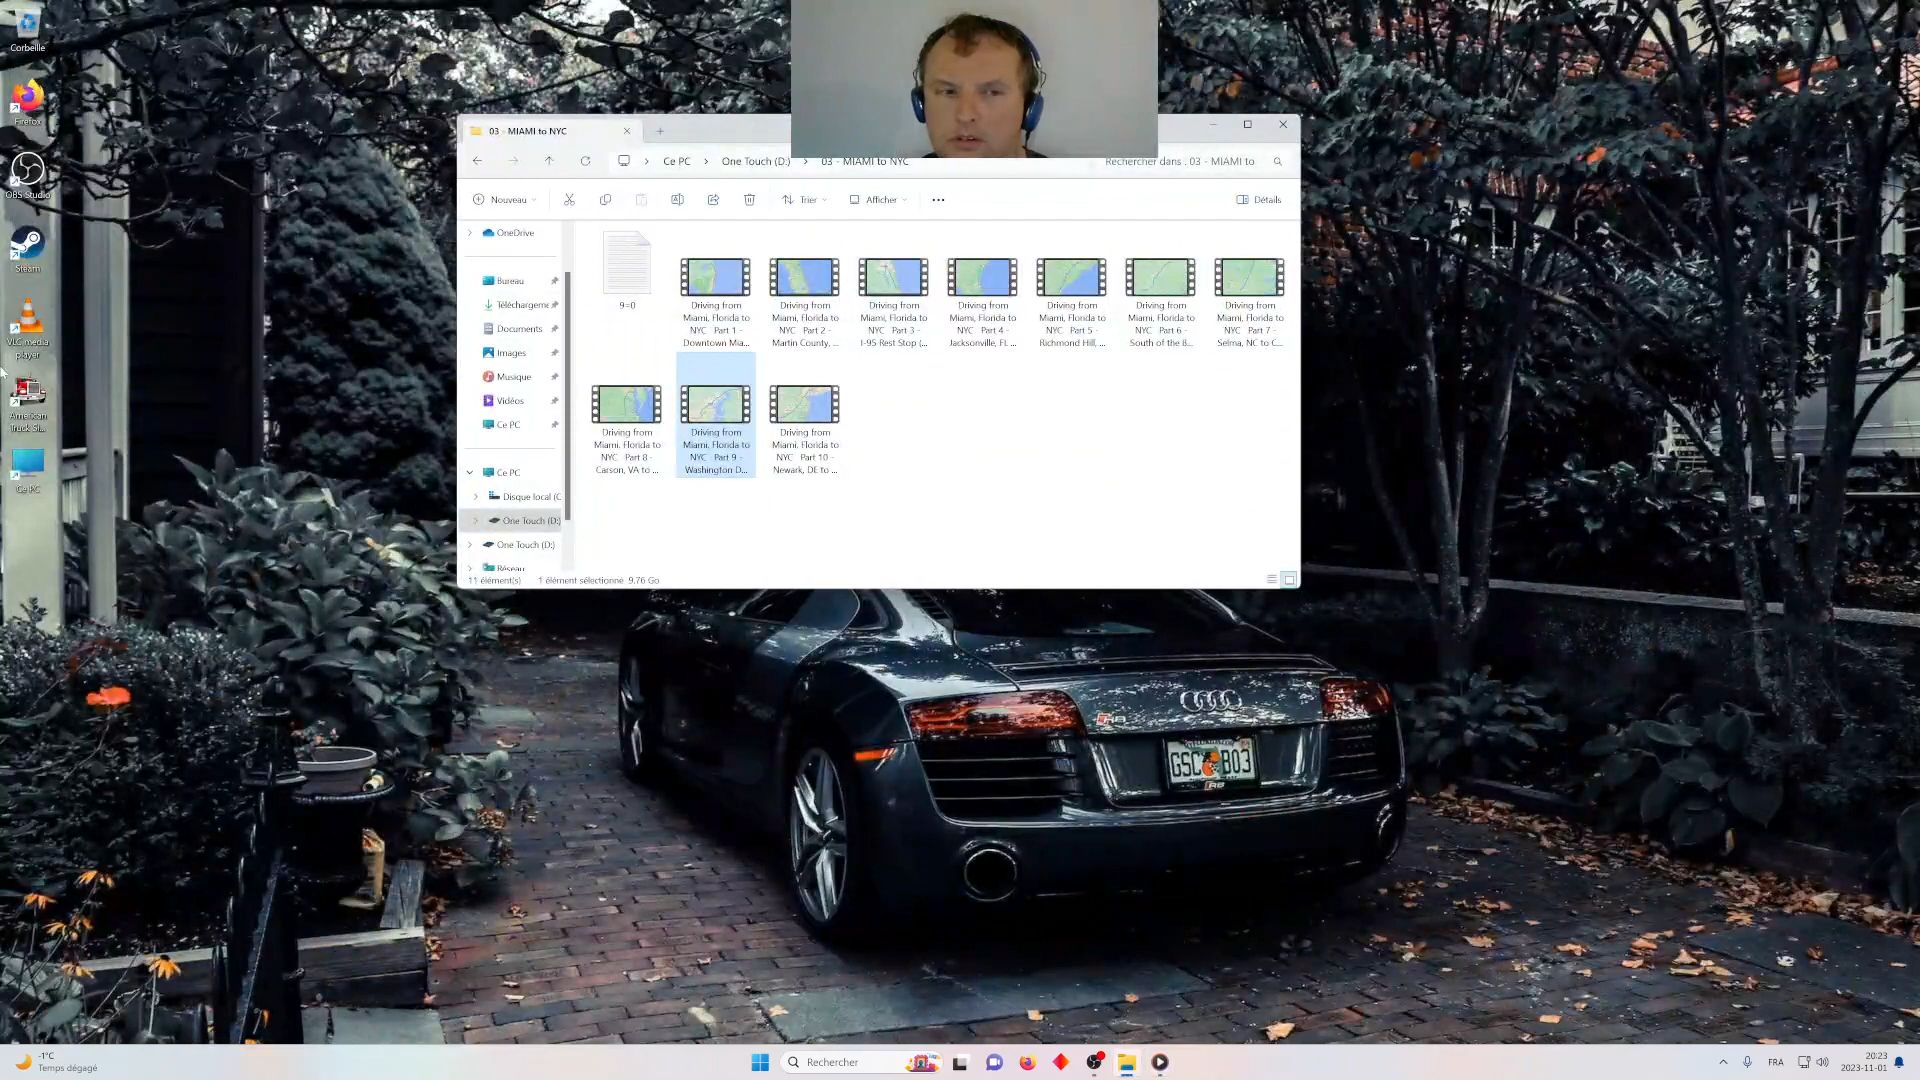 Corbeille
Firefox
OBS Studio
Steam
VLC media
player
American
Truck Si...
Ce PC
03 - MIAMI to NYC
Ce PC
One Touch (D:)
03 - MIAMI to NYC
Rechercher dans : 03 - MIAMI to
Nouveau
Trier
Afficher
Détails
OneDrive
Bureau
Téléchargeme
Documents
Images
Musique
Vidéos
Ce PC
Ce PC
Disque local (C
One Touch (D:)
One Touch (D:)
Réseau
9=0
Driving from
Miami, Florida to
NYC Part 1 -
Downtown Mia...
Driving from
Miami, Florida to
NYC Part 2 -
Martin County, ...
Driving from
Miami, Florida to
NYC Part 3 -
I-95 Rest Stop (...
Driving from
Miami, Florida to
NYC Part 4 -
Jacksonville, FL ...
Driving from
Miami, Florida to
NYC Part 5 -
Richmond Hill, ...
Driving from
Miami, Florida to
NYC Part 6 -
South of the B...
Driving from
Miami, Florida to
NYC Part 7 -
Selma, NC to C...
Driving from
Miami, Florida to
NYC Part 8 -
Carson, VA to ...
Driving from
Miami, Florida to
NYC Part 9 -
Washington D...
Driving from
Miami, Florida to
NYC Part 10 -
Newark, DE to ...
11 élément(s)
1 élément sélectionné 9.76 Go
R8
GSC B03
R8
-1°C
Temps dégagé
Rechercher
FRA
20:23
2023-11-01